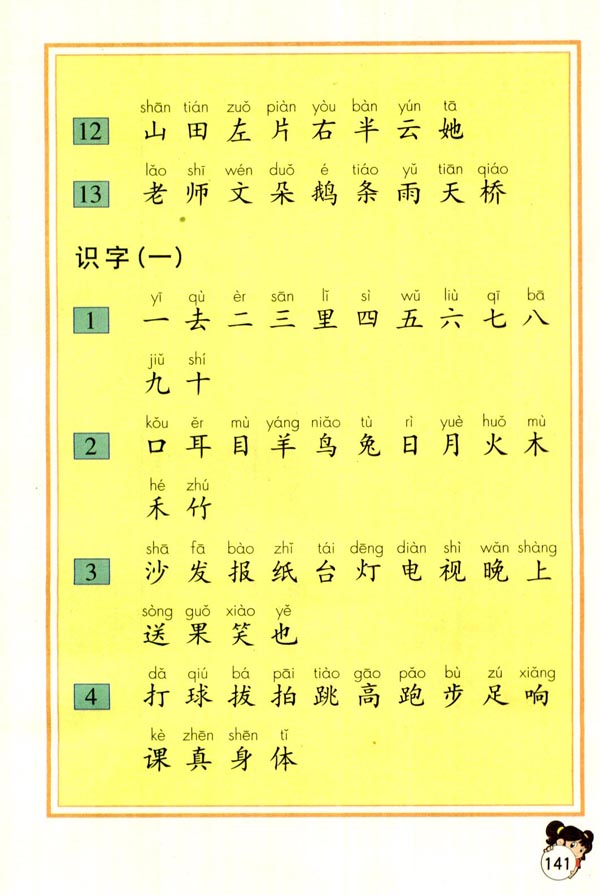 shān tián zuǒ piàn yòu bàn yún tā
12 山 田 左 片 右 半 云 她
lǎo shī wén duǒ é tiáo yǔ tiān qiáo
13 老 师 文 朵 鹅 条 雨 天 桥
识字(一)
yī qù èr sān lǐ sì wǔ liù qī bā
1 一 去 二 三 里 四 五 六 七 八
jiǔ shí
九 十
kǒu ěr mù yáng niǎo tù rì yuè huǒ mù
2 口 耳 目 羊 鸟 兔 日 月 火 木
hé zhú
禾 竹
shā fā bào zhǐ tái dēng diàn shì wǎn shàng
3 沙 发 报 纸 台 灯 电 视 晚 上
sòng guǒ xiào yě
送 果 笑 也
dǎ qiú bá pāi tiào gāo pǎo bù zú xiǎng
4 打 球 拔 拍 跳 高 跑 步 足 响
kè zhēn shēn tǐ
课 真 身 体
141